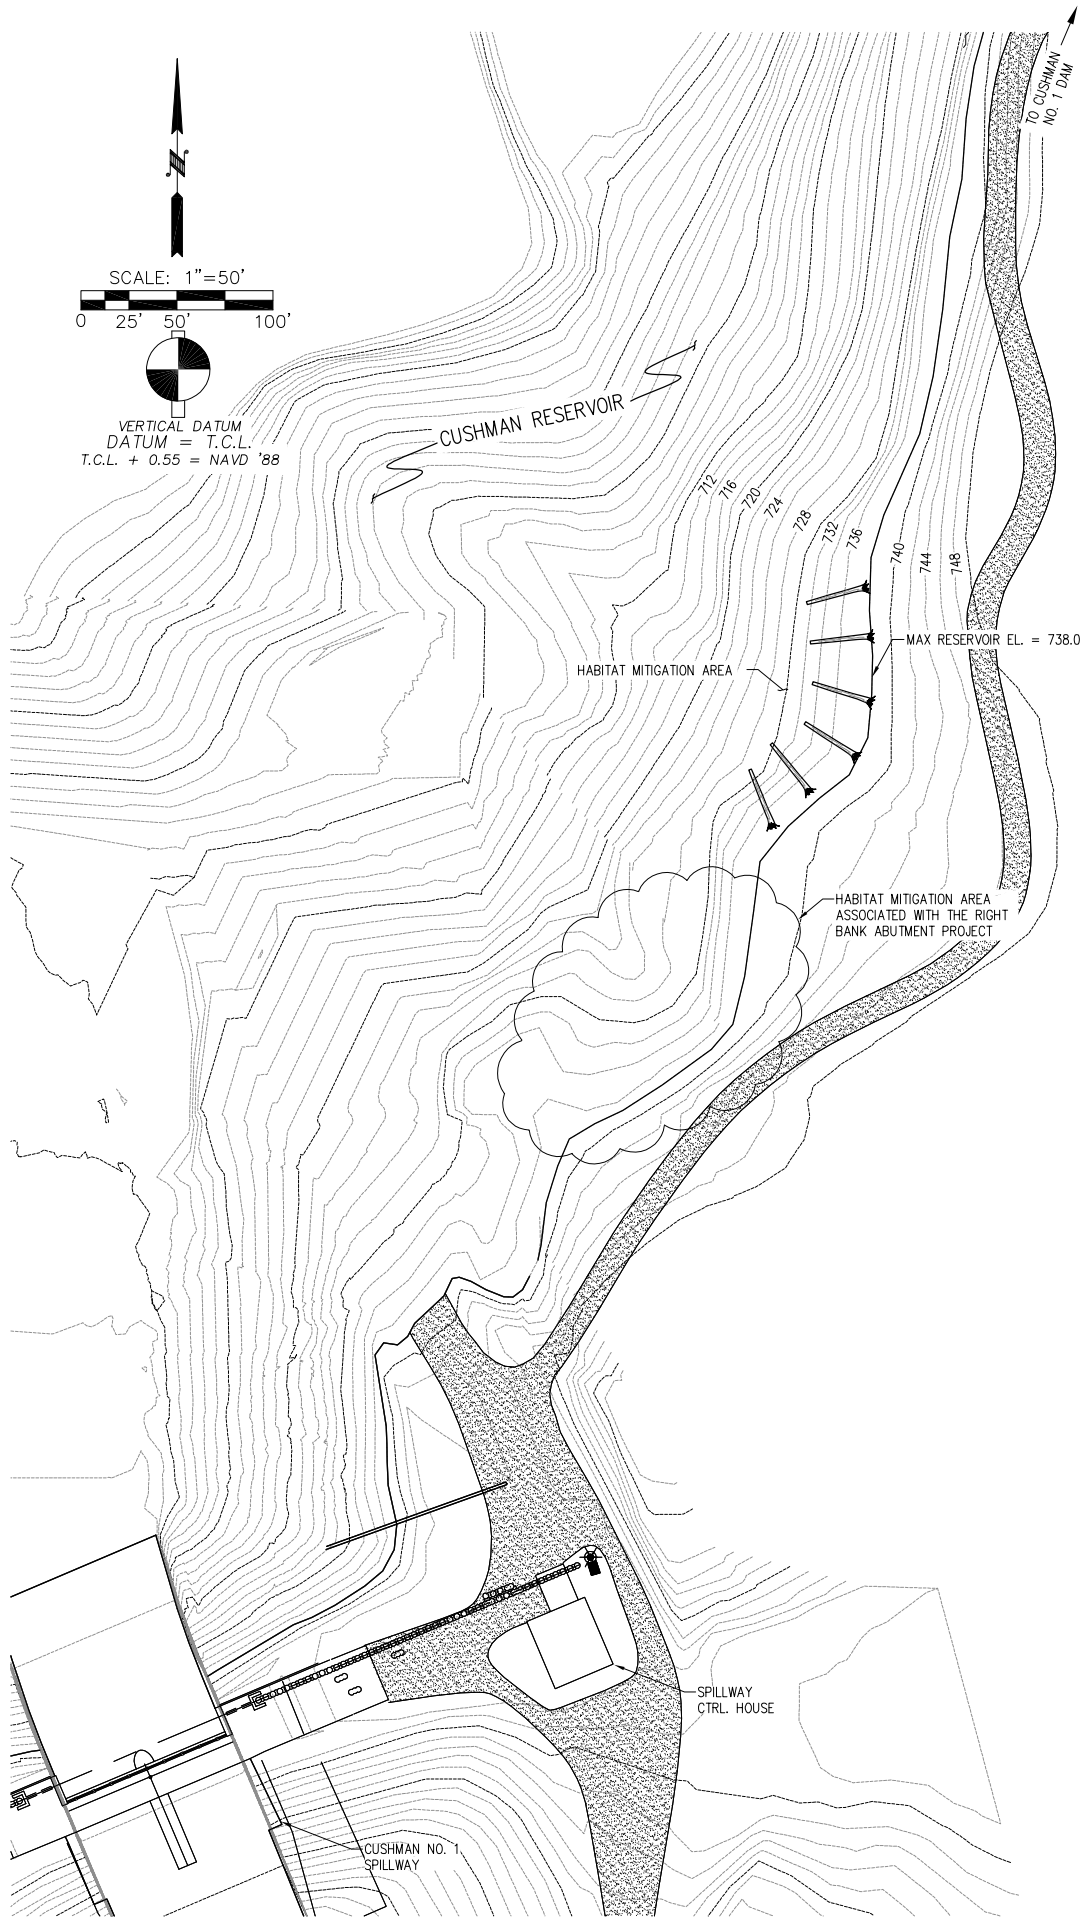 TO CUSHMAN
NO. 1 DAM
N
SCALE: 1"=50'
0 25' 50' 100'
VERTICAL DATUM
DATUM = T.C.L.
T.C.L. + 0.55 = NAVD '88
CUSHMAN RESERVOIR
712
716
720
724
728
732
736
740
744
748
MAX RESERVOIR EL. = 738.0
HABITAT MITIGATION AREA
HABITAT MITIGATION AREA
ASSOCIATED WITH THE RIGHT
BANK ABUTMENT PROJECT
SPILLWAY
CTRL. HOUSE
CUSHMAN NO. 1
SPILLWAY